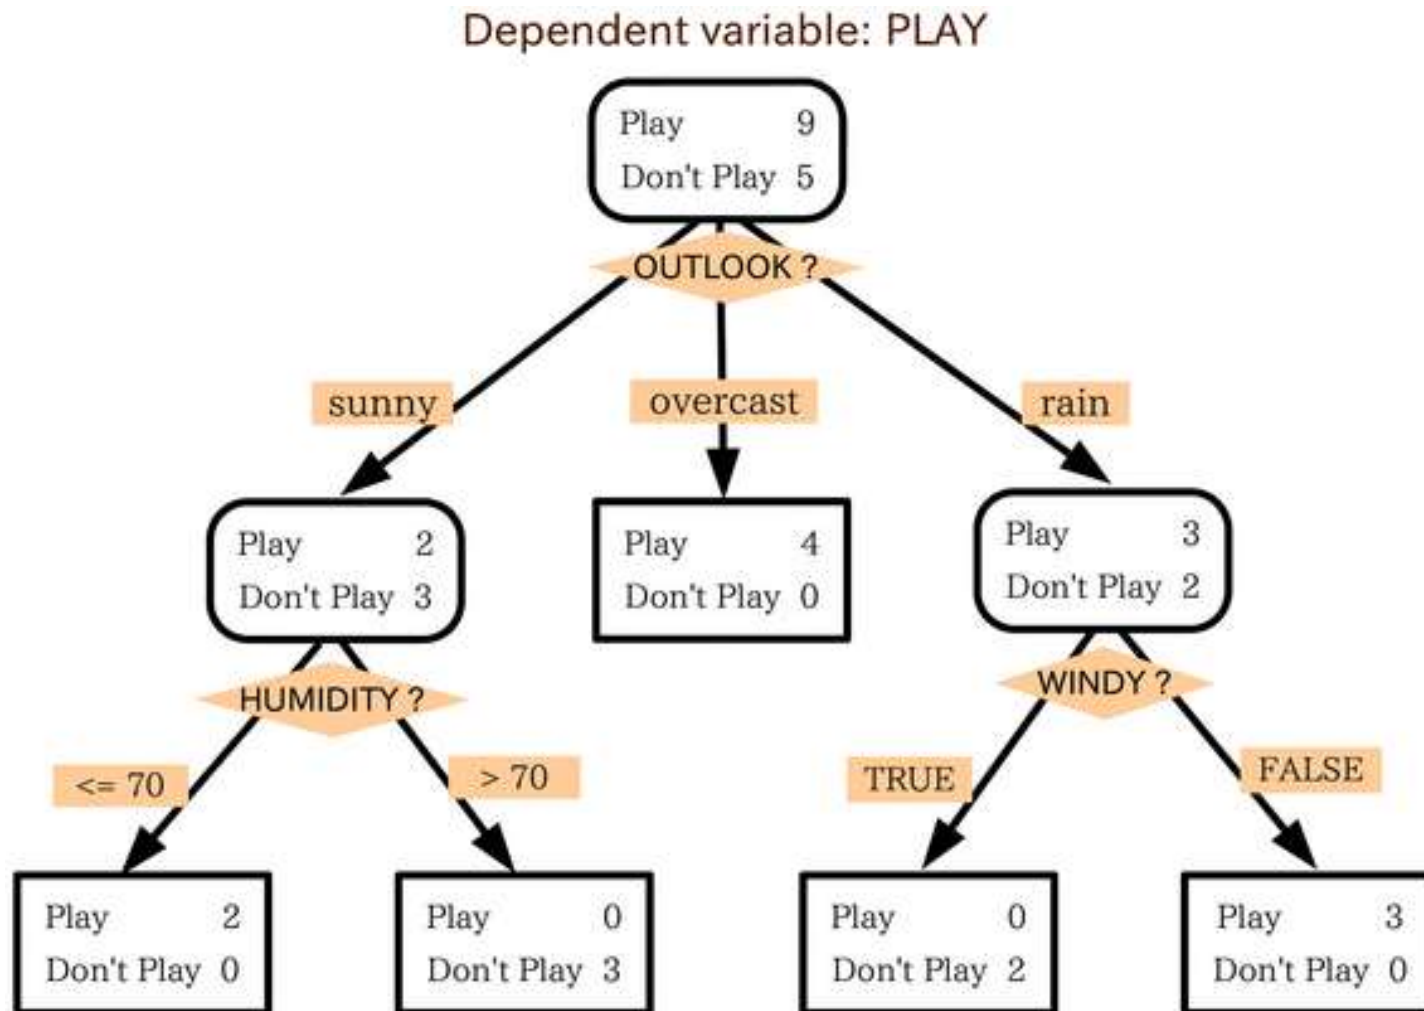 Dependent variable: PLAY
Play 9
Don't Play 5
OUTLOOK ?
sunny
overcast
rain
Play 2
Don't Play 3
Play 4
Don't Play 0
Play 3
Don't Play 2
HUMIDITY ?
WINDY ?
<= 70
> 70
TRUE
FALSE
Play 2
Don't Play 0
Play 0
Don't Play 3
Play 0
Don't Play 2
Play 3
Don't Play 0